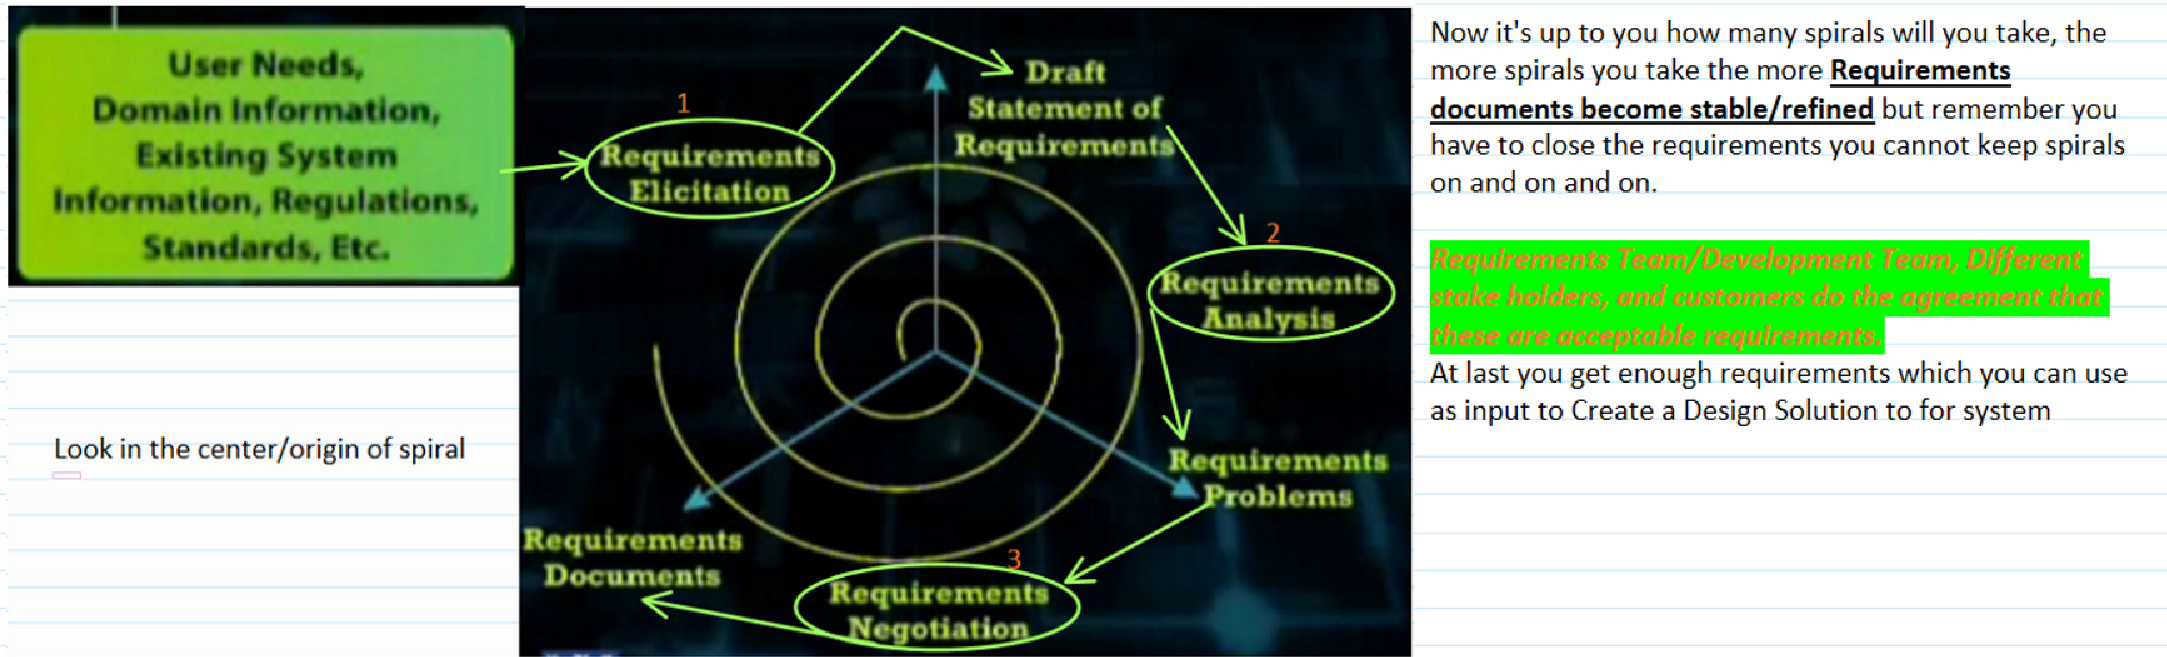 User Needs,
Domain Information,
Existing System
Information, Regulations,
Standards, Etc.
Look in the center/origin of spiral
1
Requirements
Elicitation
Draft
Statement of
Requirements
2
Requirements
Analysis
Requirements
Problems
3
Requirements
Negotiation
Requirements
Documents
Now it's up to you how many spirals will you take, the
more spirals you take the more Requirements
documents become stable/refined but remember you
have to close the requirements you cannot keep spirals
on and on and on.
Requirements Team/Development Team, Different
stake holders, and customers do the agreement that
these are acceptable requirements.
At last you get enough requirements which you can use
as input to Create a Design Solution to for system